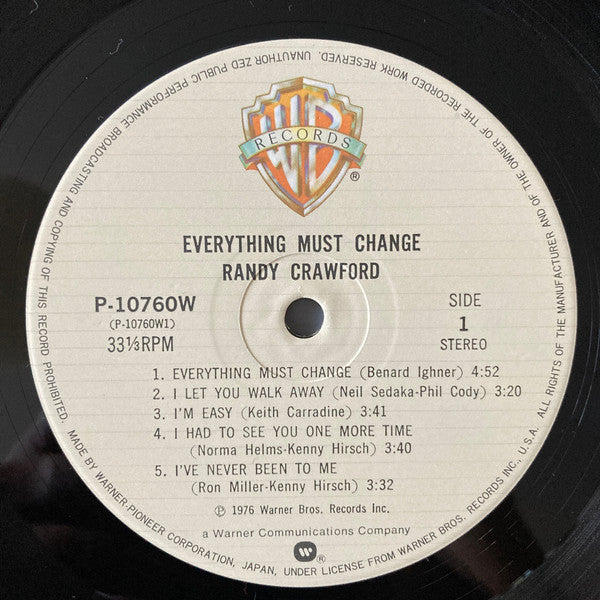 WB
RECORDS
®
EVERYTHING MUST CHANGE
RANDY CRAWFORD
P-10760W
(P-10760W1)
33⅓RPM
SIDE
1
STEREO
1. EVERYTHING MUST CHANGE (Benard Ighner) 4:52
2. I LET YOU WALK AWAY (Neil Sedaka-Phil Cody) 3:20
3. I'M EASY (Keith Carradine) 3:41
4. I HAD TO SEE YOU ONE MORE TIME
(Norma Helms-Kenny Hirsch) 3:40
5. I'VE NEVER BEEN TO ME
(Ron Miller-Kenny Hirsch) 3:32
℗ 1976 Warner Bros. Records Inc.
a Warner Communications Company
®
MADE BY WARNER-PIONEER CORPORATION, JAPAN, UNDER LICENSE FROM WARNER BROS. RECORDS INC., U.S.A. ALL RIGHTS OF THE MANUFACTURER AND OF THE OWNER OF THE RECORDED WORK RESERVED. UNAUTHORIZED PUBLIC PERFORMANCE BROADCASTING AND COPYING OF THIS RECORD PROHIBITED.